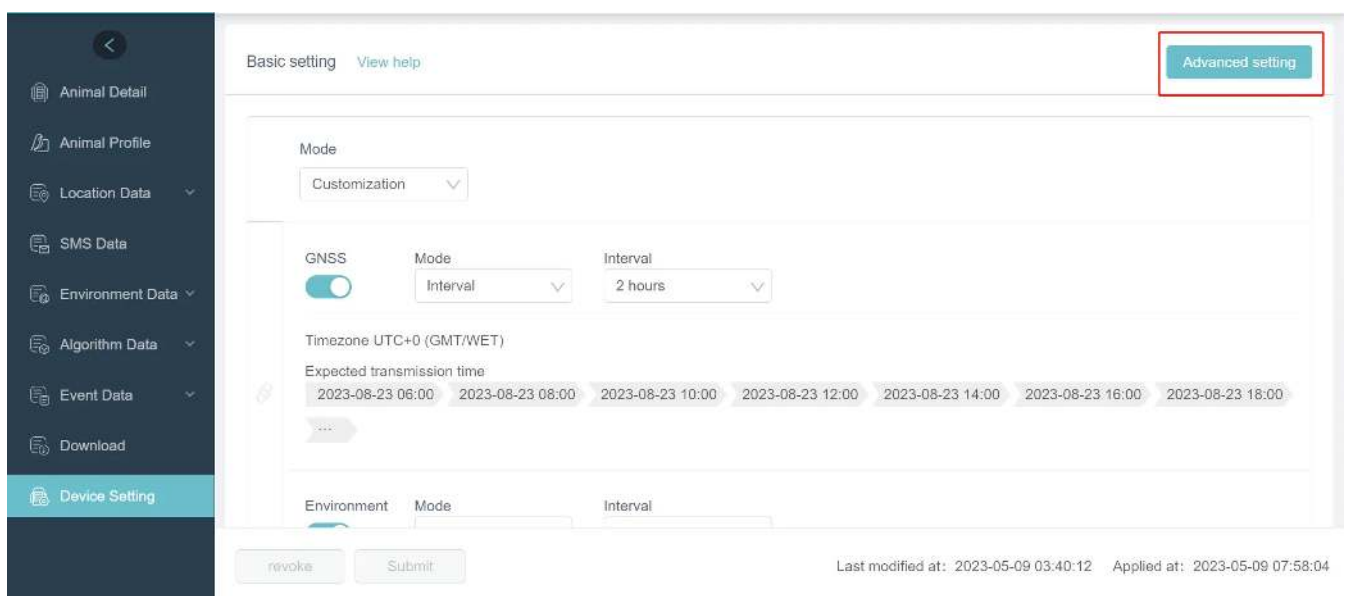 Animal Detail
Animal Profile
Location Data
SMS Data
Environment Data
Algorithm Data
Event Data
Download
Device Setting
Basic setting View help
Advanced setting
Mode
Customization
GNSS Mode Interval
Interval 2 hours
Timezone UTC+0 (GMT/WET)
Expected transmission time
2023-08-23 06:00 2023-08-23 08:00 2023-08-23 10:00 2023-08-23 12:00 2023-08-23 14:00 2023-08-23 16:00 2023-08-23 18:00
...
Environment Mode Interval
revoke Submit Last modified at: 2023-05-09 03:40:12 Applied at: 2023-05-09 07:58:04